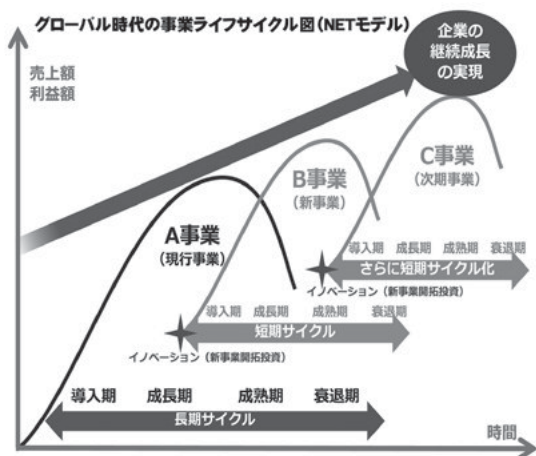 グローバル時代の事業ライフサイクル図(NETモデル)
企業の
継続成長
の実現
売上額
利益額
C事業
(次期事業)
B事業
(新事業)
A事業
(現行事業)
導入期 成長期 成熟期 衰退期
さらに短期サイクル化
イノベーション(新事業開拓投資)
導入期 成長期 成熟期 衰退期
短期サイクル
イノベーション(新事業開拓投資)
導入期 成長期 成熟期 衰退期
長期サイクル
時間